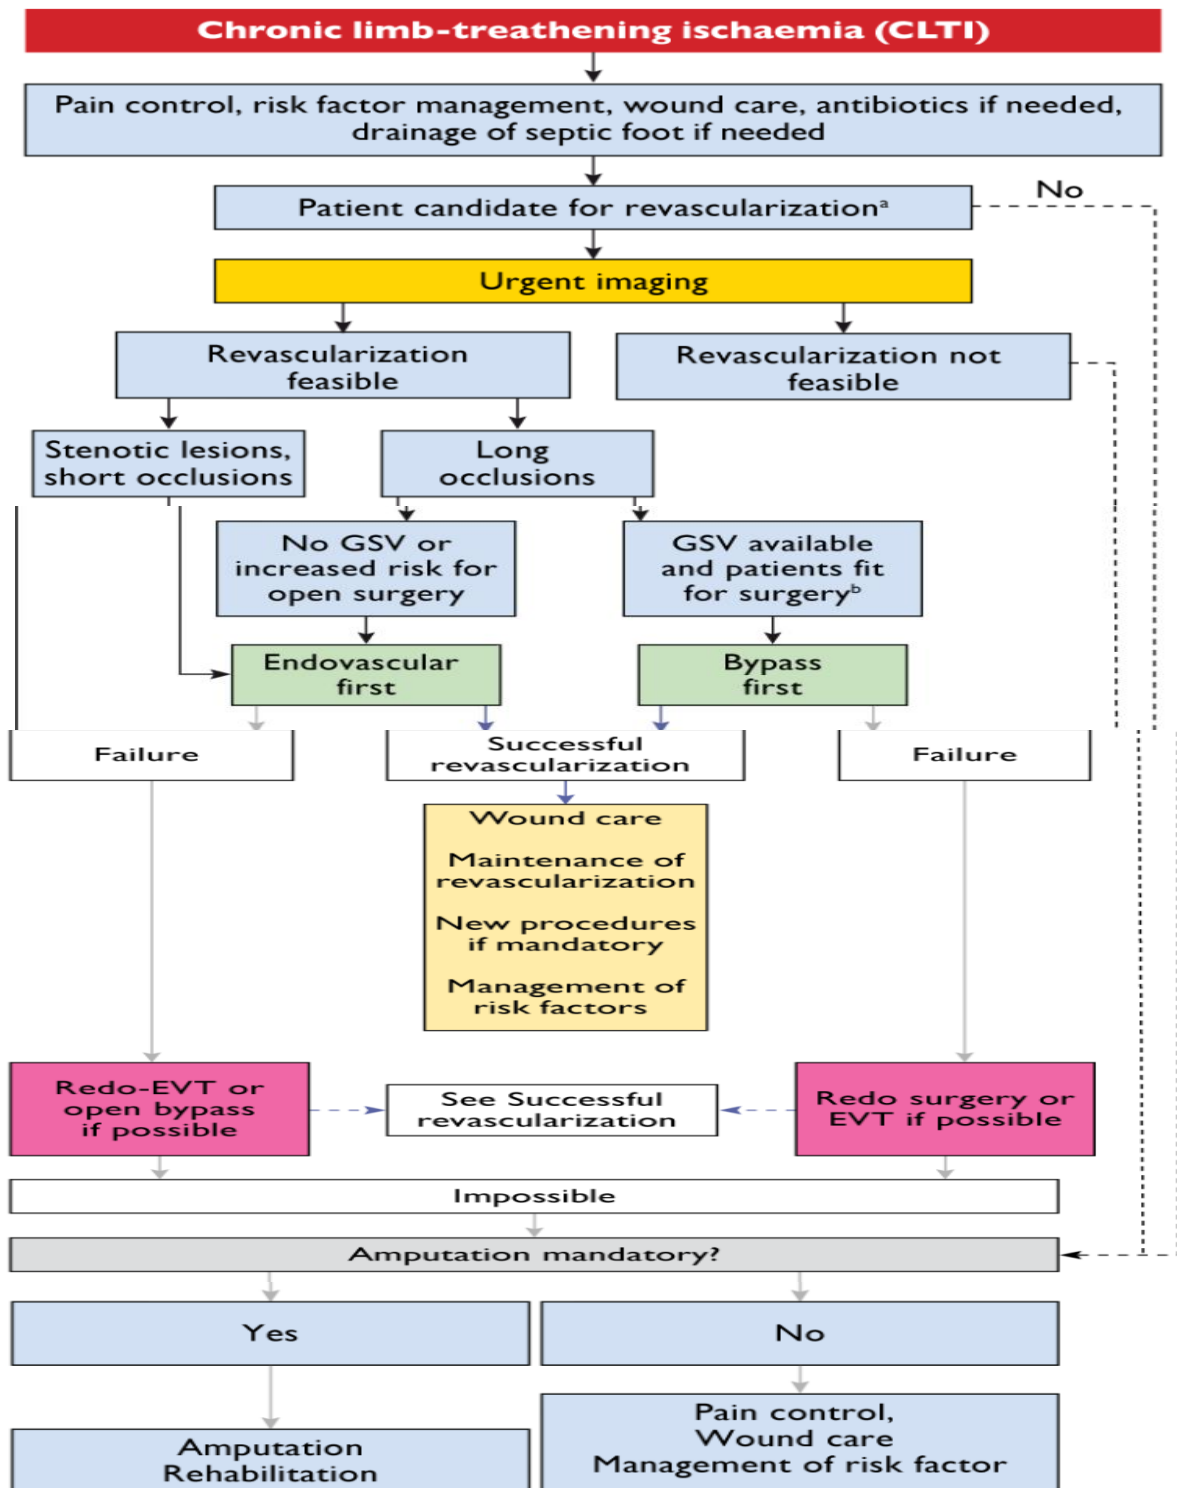 Chronic limb-treathening ischaemia (CLTI)
Pain control, risk factor management, wound care, antibiotics if needed,
drainage of septic foot if needed
Patient candidate for revascularizationᵃ
No
Urgent imaging
Revascularization
feasible
Revascularization not
feasible
Stenotic lesions,
short occlusions
Long
occlusions
No GSV or
increased risk for
open surgery
GSV available
and patients fit
for surgeryᵇ
Endovascular
first
Bypass
first
Failure
Successful
revascularization
Failure
Wound care
Maintenance of
revascularization
New procedures
if mandatory
Management of
risk factors
Redo-EVT or
open bypass
if possible
See Successful
revascularization
Redo surgery or
EVT if possible
Impossible
Amputation mandatory?
Yes
No
Amputation
Rehabilitation
Pain control,
Wound care
Management of risk factor